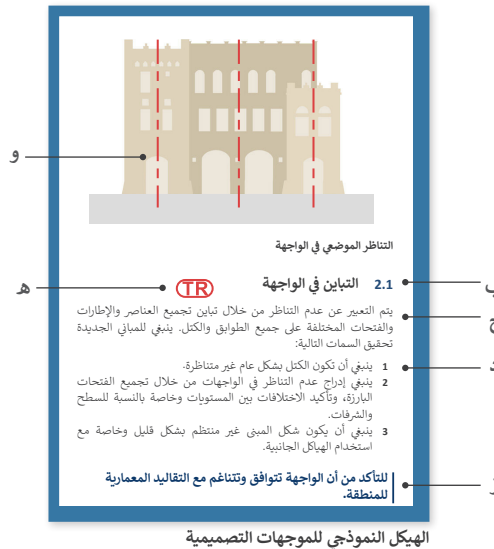 و
التناظر الموضعي في الواجهة
2.1 التباين في الواجهة TR
ب
هـ
يتم التعبير عن عدم التناظر من خلال تباين تجميع العناصر والإطارات
والفتحات المختلفة على جميع الطوابق والكتل. ينبغي للمباني الجديدة
تحقيق السمات التالية:
1 ينبغي أن تكون الكتل بشكل عام غير متناظرة.
2 ينبغي إدراج عدم التناظر في الواجهات من خلال تجميع الفتحات
البارزة، وتأكيد الاختلافات بين المستويات وخاصة بالنسبة للسطح
والشرفات.
3 ينبغي أن يكون شكل المبنى غير منتظم بشكل قليل وخاصة مع
استخدام الهياكل الجانبية.
للتأكد من أن الواجهة تتوافق وتتناغم مع التقاليد المعمارية
للمنطقة.
الهيكل النموذجي للموجهات التصميمية